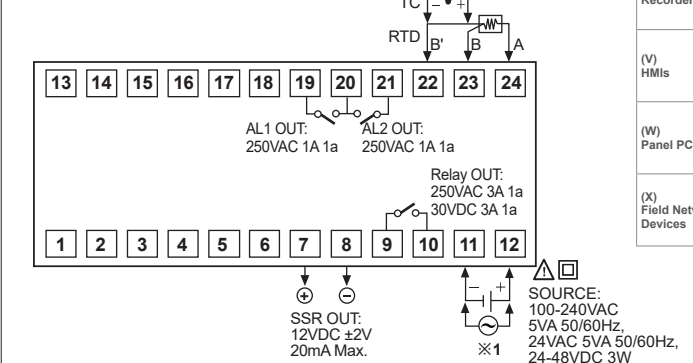 TC - +
RTD B' B A
13 14 15 16 17 18 19 20 21 22 23 24
AL1 OUT:
250VAC 1A 1a
AL2 OUT:
250VAC 1A 1a
Relay OUT:
250VAC 3A 1a
30VDC 3A 1a
1 2 3 4 5 6 7 8 9 10 11 12
+ -
SSR OUT:
12VDC ±2V
20mA Max.
- +
※1
SOURCE:
100-240VAC
5VA 50/60Hz,
24VAC 5VA 50/60Hz,
24-48VDC 3W
Recorder
(V)
HMIs
(W)
Panel PC
(X)
Field Net
Devices